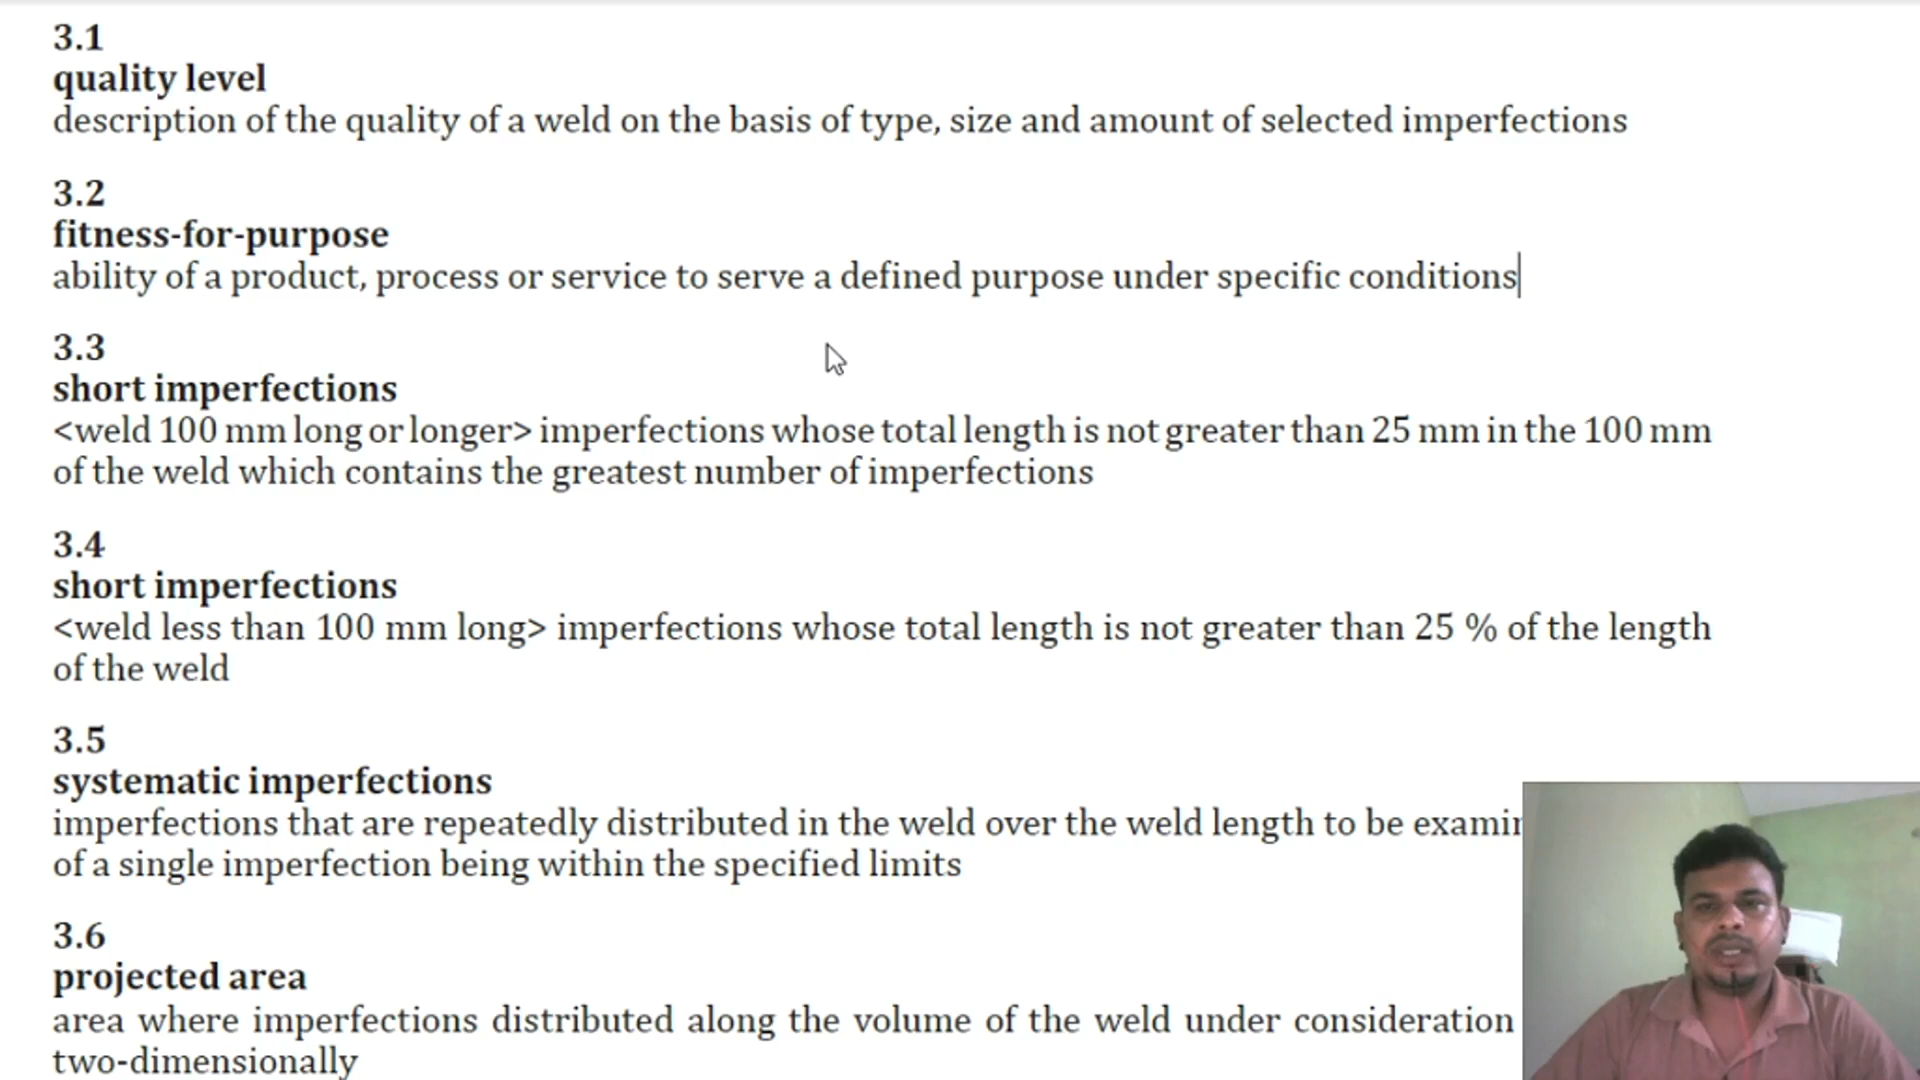 3.1
quality level
description of the quality of a weld on the basis of type, size and amount of selected imperfections
3.2
fitness-for-purpose
ability of a product, process or service to serve a defined purpose under specific conditions
3.3
short imperfections
<weld 100 mm long or longer> imperfections whose total length is not greater than 25 mm in the 100 mm
of the weld which contains the greatest number of imperfections
3.4
short imperfections
<weld less than 100 mm long> imperfections whose total length is not greater than 25 % of the length
of the weld
3.5
systematic imperfections
imperfections that are repeatedly distributed in the weld over the weld length to be
of a single imperfection being within the specified limits
3.6
projected area
area where imperfections distributed along the volume of the weld under consideration
two-dimensionally